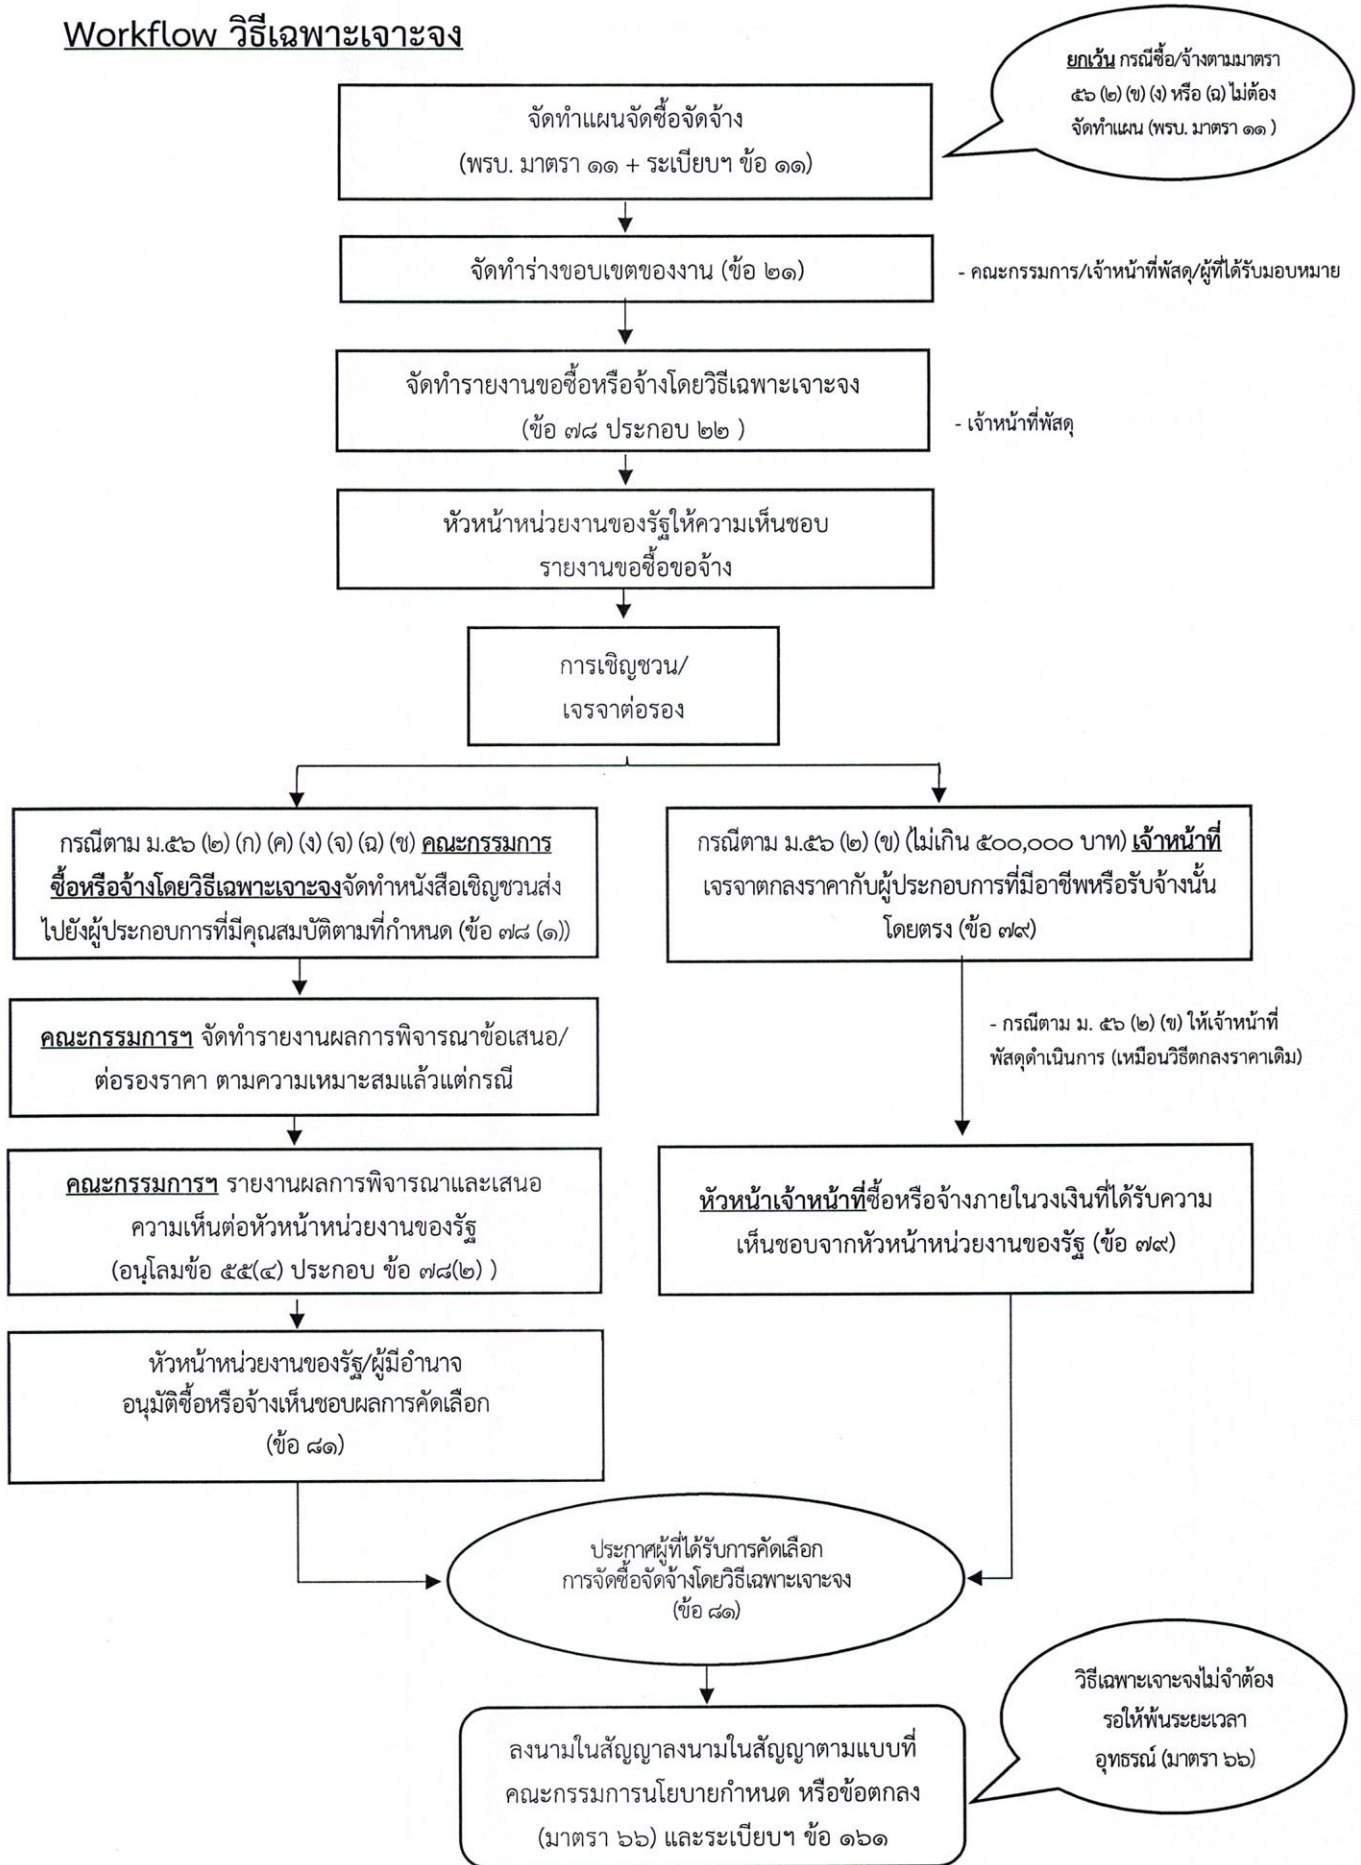 Workflow วิธีเฉพาะเจาะจง
ยกเว้น กรณีซื้อ/จ้างตามมาตรา
๕๖ (๒) (ข) (ง) หรือ (ฉ) ไม่ต้อง
จัดทำแผน (พรบ. มาตรา ๑๑ )
จัดทำแผนจัดซื้อจัดจ้าง
(พรบ. มาตรา ๑๑ + ระเบียบฯ ข้อ ๑๑)
จัดทำร่างขอบเขตของงาน (ข้อ ๒๑)
- คณะกรรมการ/เจ้าหน้าที่พัสดุ/ผู้ที่ได้รับมอบหมาย
จัดทำรายงานขอซื้อหรือจ้างโดยวิธีเฉพาะเจาะจง
(ข้อ ๗๘ ประกอบ ๒๒ )
- เจ้าหน้าที่พัสดุ
หัวหน้าหน่วยงานของรัฐให้ความเห็นชอบ
รายงานขอซื้อขอจ้าง
การเชิญชวน/
เจรจาต่อรอง
กรณีตาม ม.๕๖ (๒) (ก) (ค) (ง) (จ) (ฉ) (ช) คณะกรรมการ
ซื้อหรือจ้างโดยวิธีเฉพาะเจาะจงจัดทำหนังสือเชิญชวนส่ง
ไปยังผู้ประกอบการที่มีคุณสมบัติตามที่กำหนด (ข้อ ๗๘ (๑))
กรณีตาม ม.๕๖ (๒) (ข) (ไม่เกิน ๕๐๐,๐๐๐ บาท) เจ้าหน้าที่
เจรจาตกลงราคากับผู้ประกอบการที่มีอาชีพหรือรับจ้างนั้น
โดยตรง (ข้อ ๗๙)
คณะกรรมการฯ จัดทำรายงานผลการพิจารณาข้อเสนอ/
ต่อรองราคา ตามความเหมาะสมแล้วแต่กรณี
- กรณีตาม ม. ๕๖ (๒) (ข) ให้เจ้าหน้าที่
พัสดุดำเนินการ (เหมือนวิธีตกลงราคาเดิม)
คณะกรรมการฯ รายงานผลการพิจารณาและเสนอ
ความเห็นต่อหัวหน้าหน่วยงานของรัฐ
(อนุโลมข้อ ๕๕(๔) ประกอบ ข้อ ๗๘(๒) )
หัวหน้าเจ้าหน้าที่ซื้อหรือจ้างภายในวงเงินที่ได้รับความ
เห็นชอบจากหัวหน้าหน่วยงานของรัฐ (ข้อ ๗๙)
หัวหน้าหน่วยงานของรัฐ/ผู้มีอำนาจ
อนุมัติซื้อหรือจ้างเห็นชอบผลการคัดเลือก
(ข้อ ๘๑)
ประกาศผู้ที่ได้รับการคัดเลือก
การจัดซื้อจัดจ้างโดยวิธีเฉพาะเจาะจง
(ข้อ ๘๑)
วิธีเฉพาะเจาะจงไม่จำต้อง
รอให้พ้นระยะเวลา
อุทธรณ์ (มาตรา ๖๖)
ลงนามในสัญญาลงนามในสัญญาตามแบบที่
คณะกรรมการนโยบายกำหนด หรือข้อตกลง
(มาตรา ๖๖) และระเบียบฯ ข้อ ๑๖๑